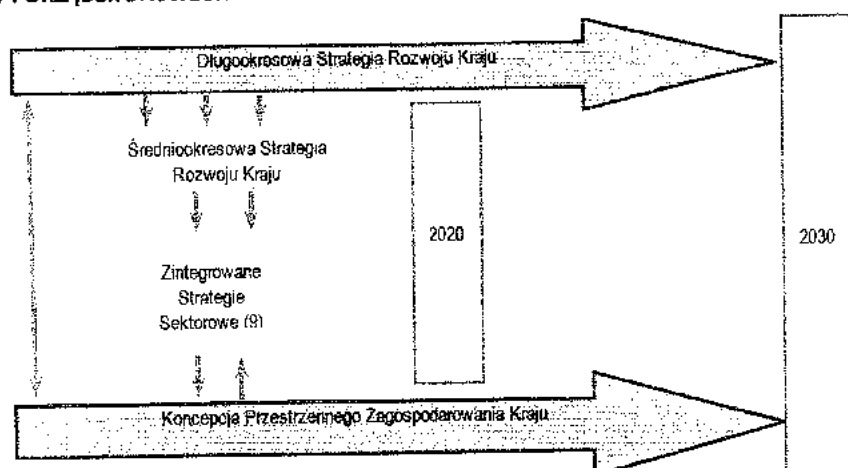 Długookresowa Strategia Rozwoju Kraju
Średniookresowa Strategia
Rozwoju Kraju
2020
2030
Zintegrowane
Strategie
Sektorowe (9)
Koncepcja Przestrzennego Zagospodarowania Kraju